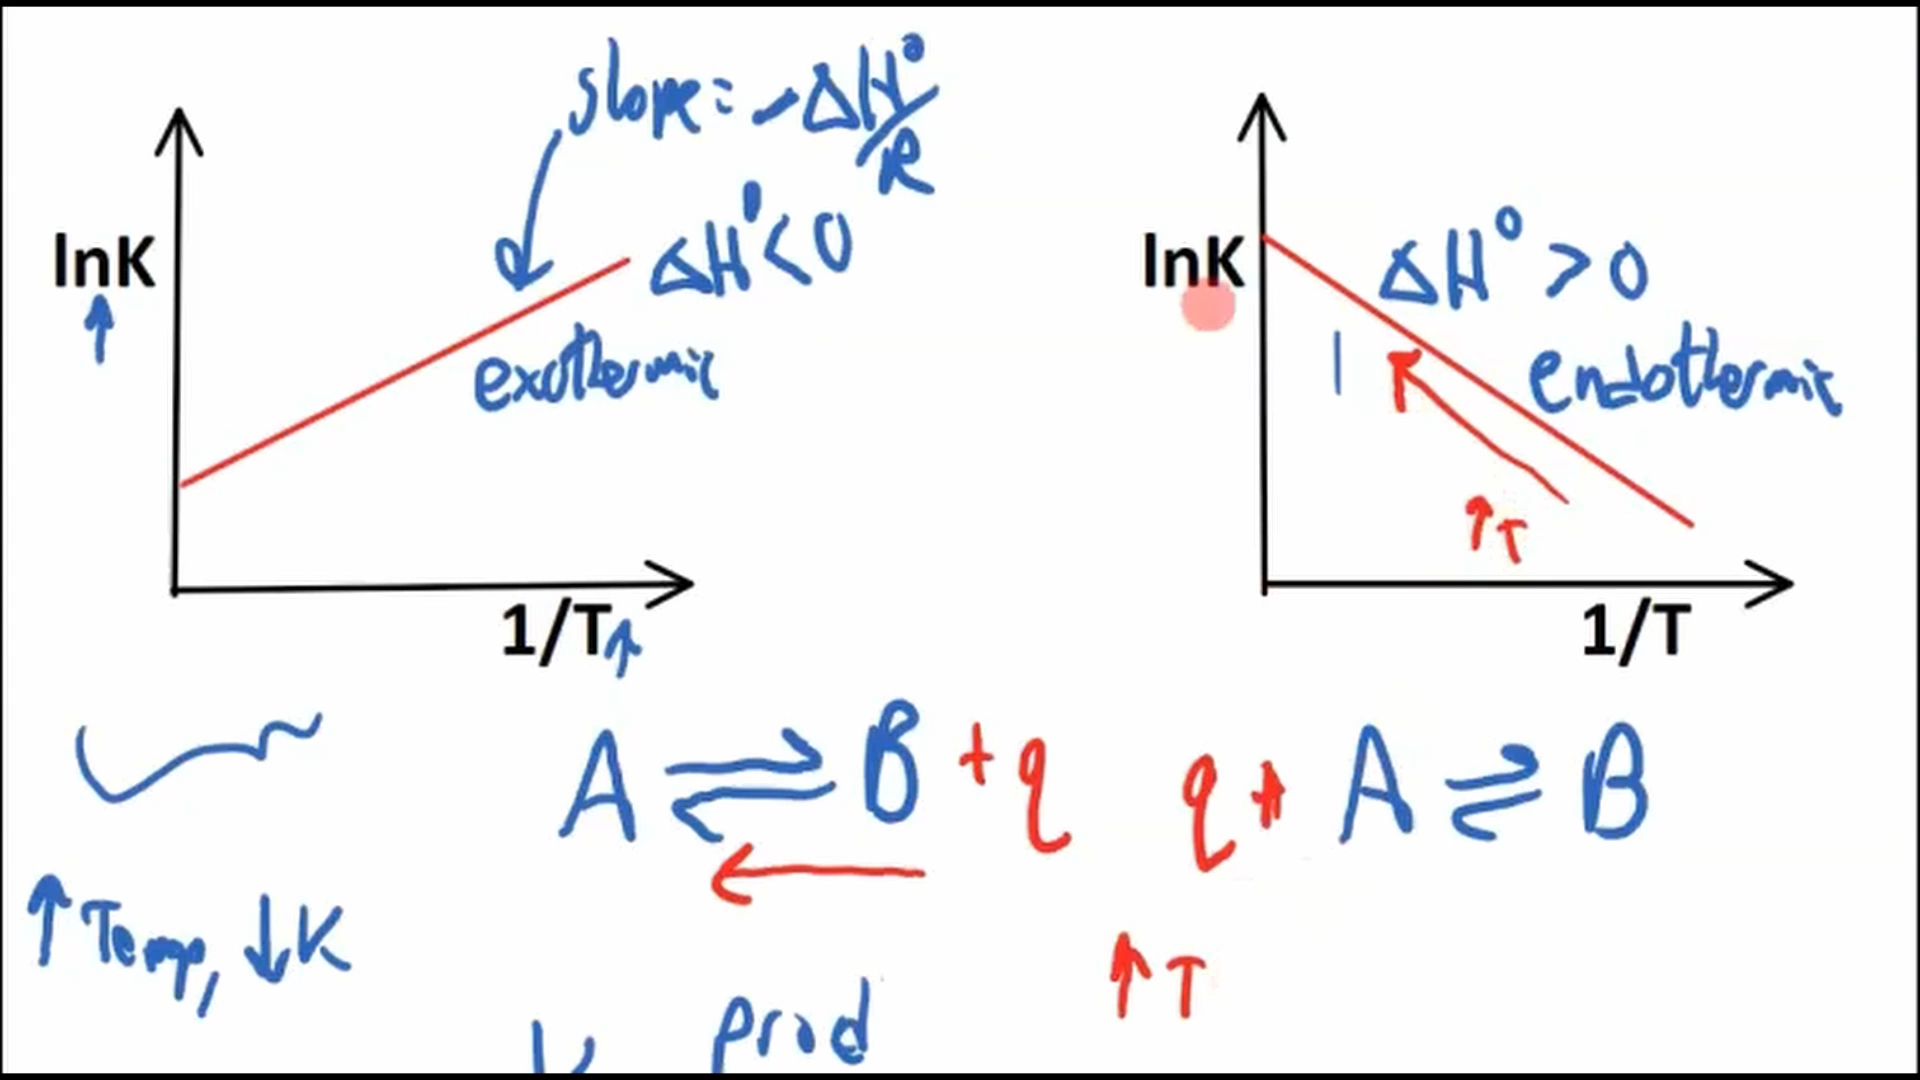 slope = -ΔH°/R
lnK ↑
ΔH° < 0
exothermic
1/T ↑
lnK
ΔH° > 0
endothermic
↑T
1/T
A ⇌ B + q
q + A ⇌ B
↑ Temp, ↓K
↑ T
prod